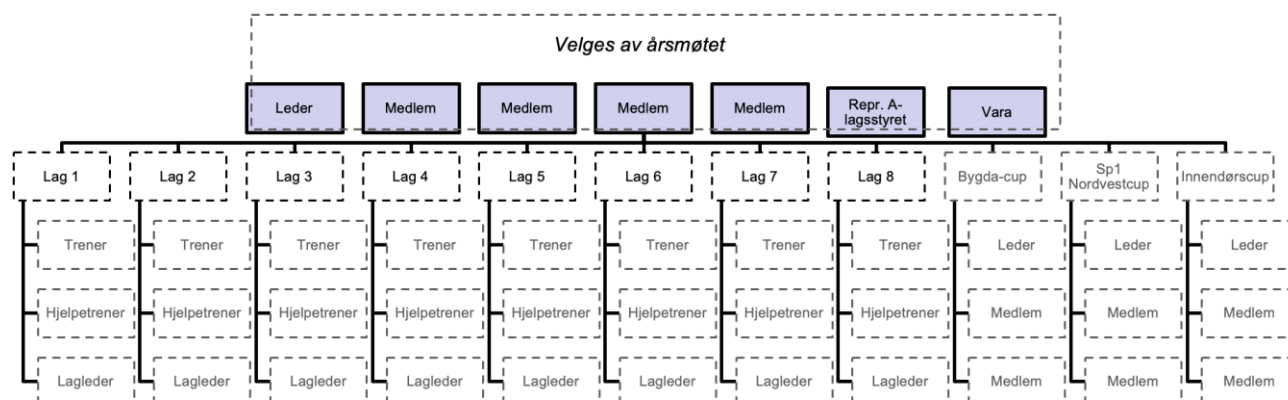 Velges av årsmøtet
Leder Medlem Medlem Medlem Medlem Repr. A-
lagsstyret Vara
Lag 1 Lag 2 Lag 3 Lag 4 Lag 5 Lag 6 Lag 7 Lag 8 Bygda-cup Sp1
Nordvestcup Innendørscup
Trener Trener Trener Trener Trener Trener Trener Trener Leder Leder Leder
Hjelpetrener Hjelpetrener Hjelpetrener Hjelpetrener Hjelpetrener Hjelpetrener Hjelpetrener Hjelpetrener Medlem Medlem Medlem
Lagleder Lagleder Lagleder Lagleder Lagleder Lagleder Lagleder Lagleder Medlem Medlem Medlem